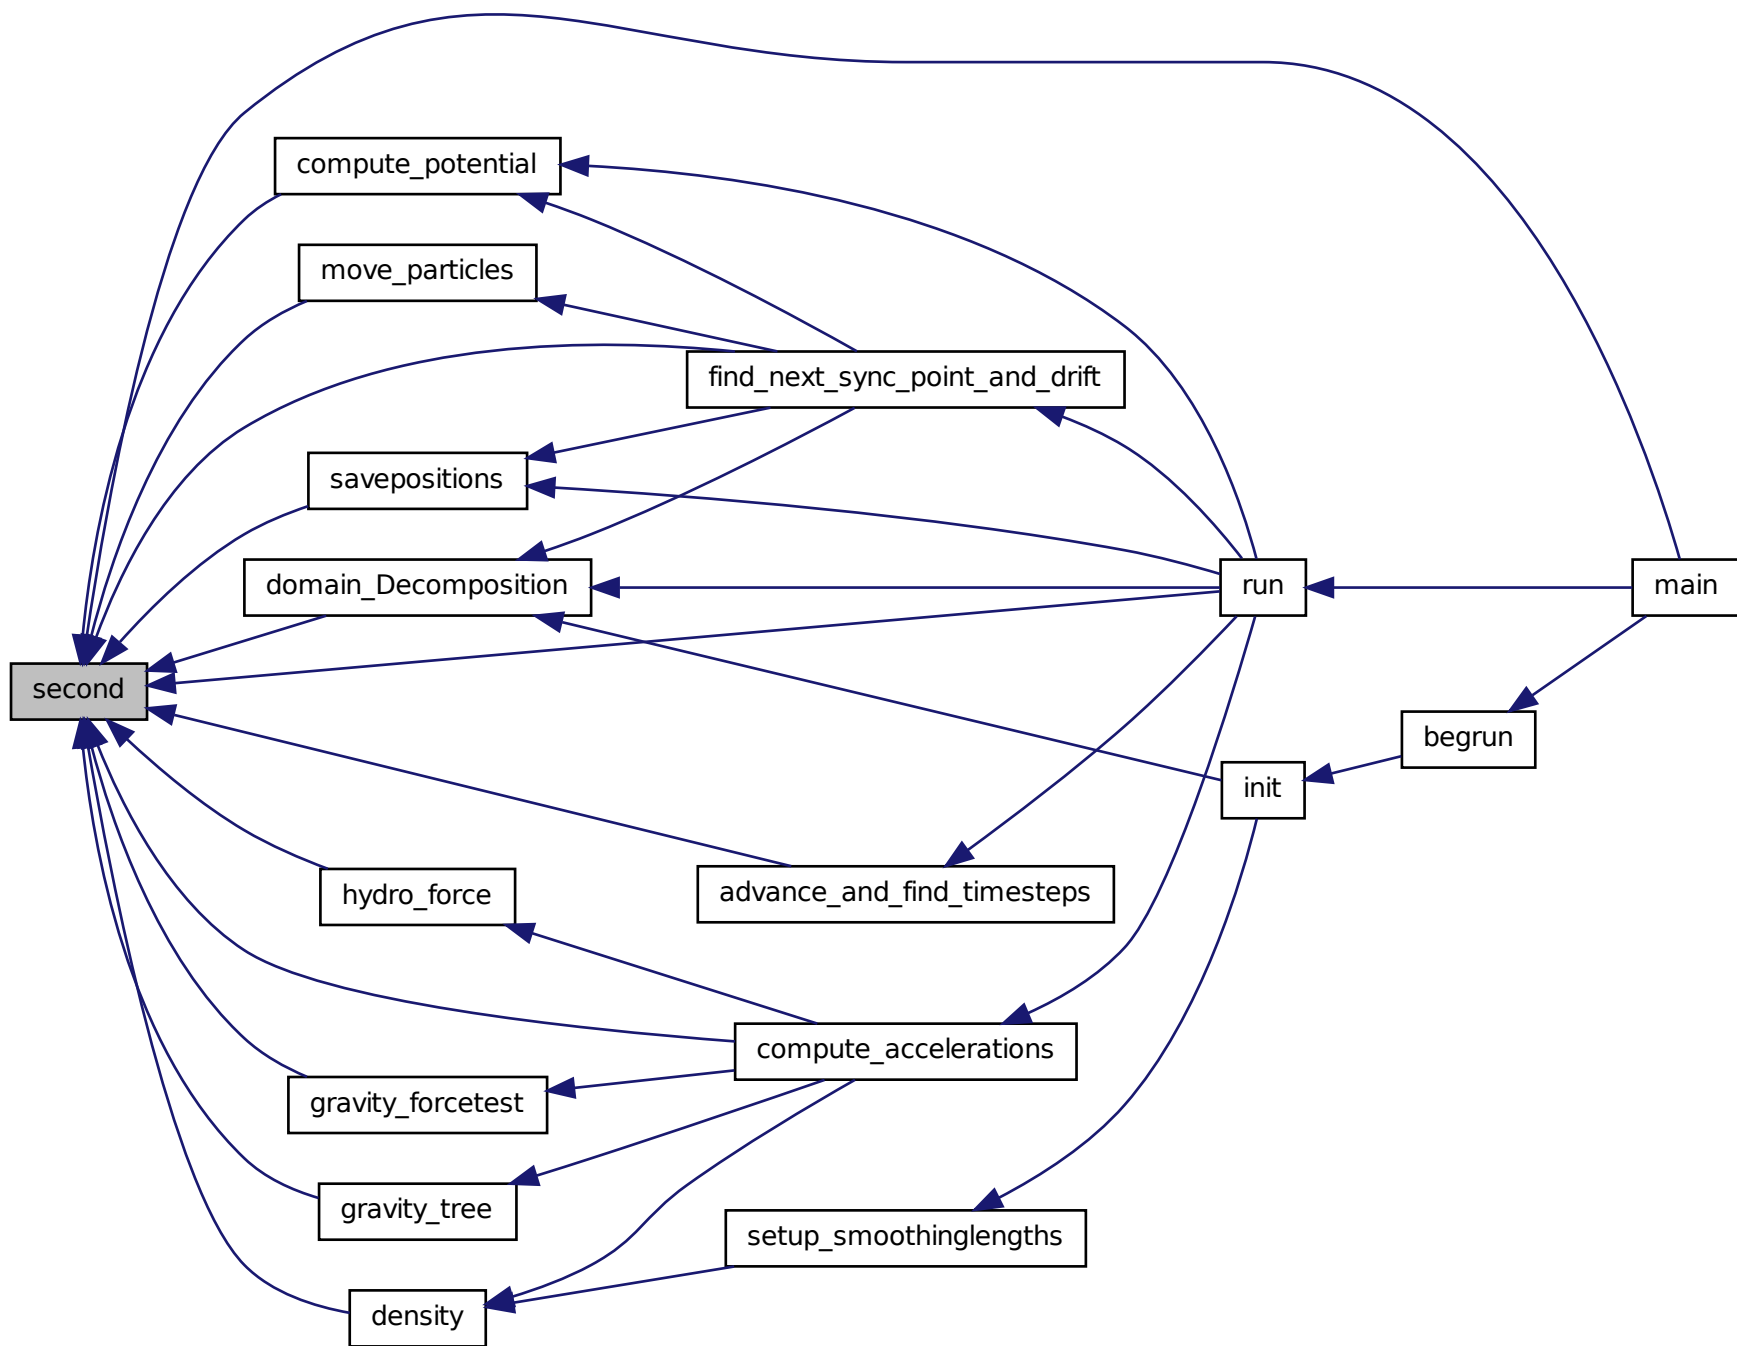 compute_potential
move_particles
find_next_sync_point_and_drift
savepositions
domain_Decomposition
run
main
second
begrun
init
hydro_force
advance_and_find_timesteps
compute_accelerations
gravity_forcetest
gravity_tree
setup_smoothinglengths
density